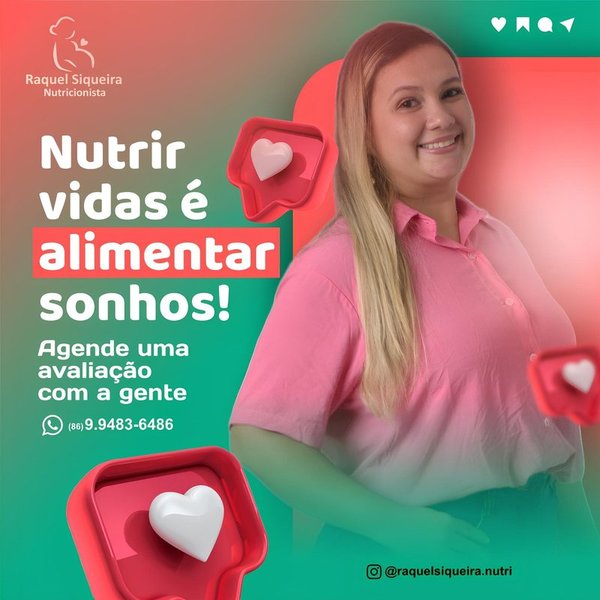 Raquel Siqueira
Nutricionista
Nutrir
vidas é
alimentar
sonhos!
Agende uma
avaliação
com a gente
(86) 9.9483-6486
@raquelsiqueira.nutri